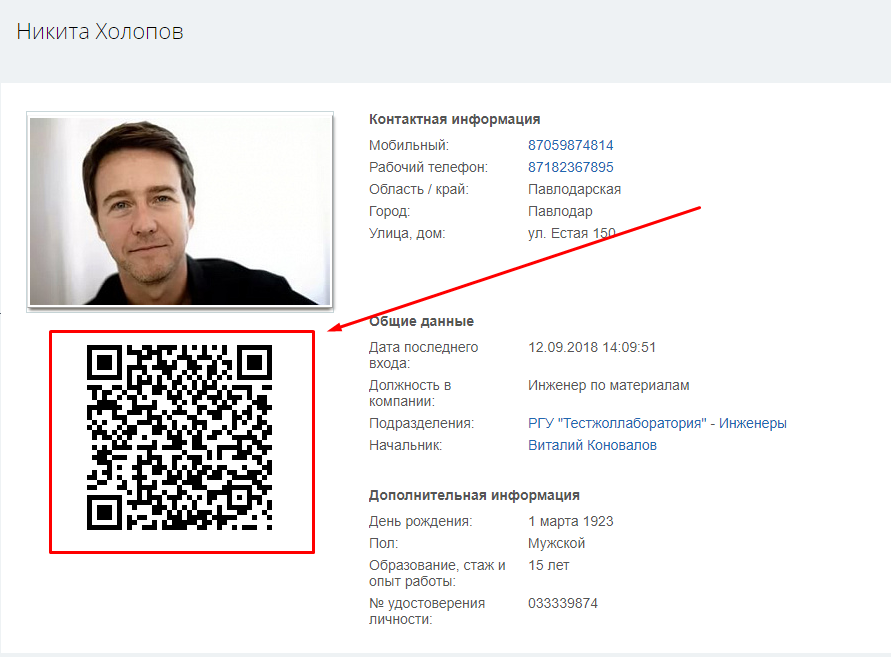 Никита Холопов
Контактная информация
Мобильный: 87059874814
Рабочий телефон: 87182367895
Область / край: Павлодарская
Город: Павлодар
Улица, дом: ул. Естая 150
Общие данные
Дата последнего 12.09.2018 14:09:51
входа:
Должность в Инженер по материалам
компании:
Подразделения: РГУ "Тестжоллаборатория" - Инженеры
Начальник: Виталий Коновалов
Дополнительная информация
День рождения: 1 марта 1923
Пол: Мужской
Образование, стаж и 15 лет
опыт работы:
№ удостоверения 033339874
личности: